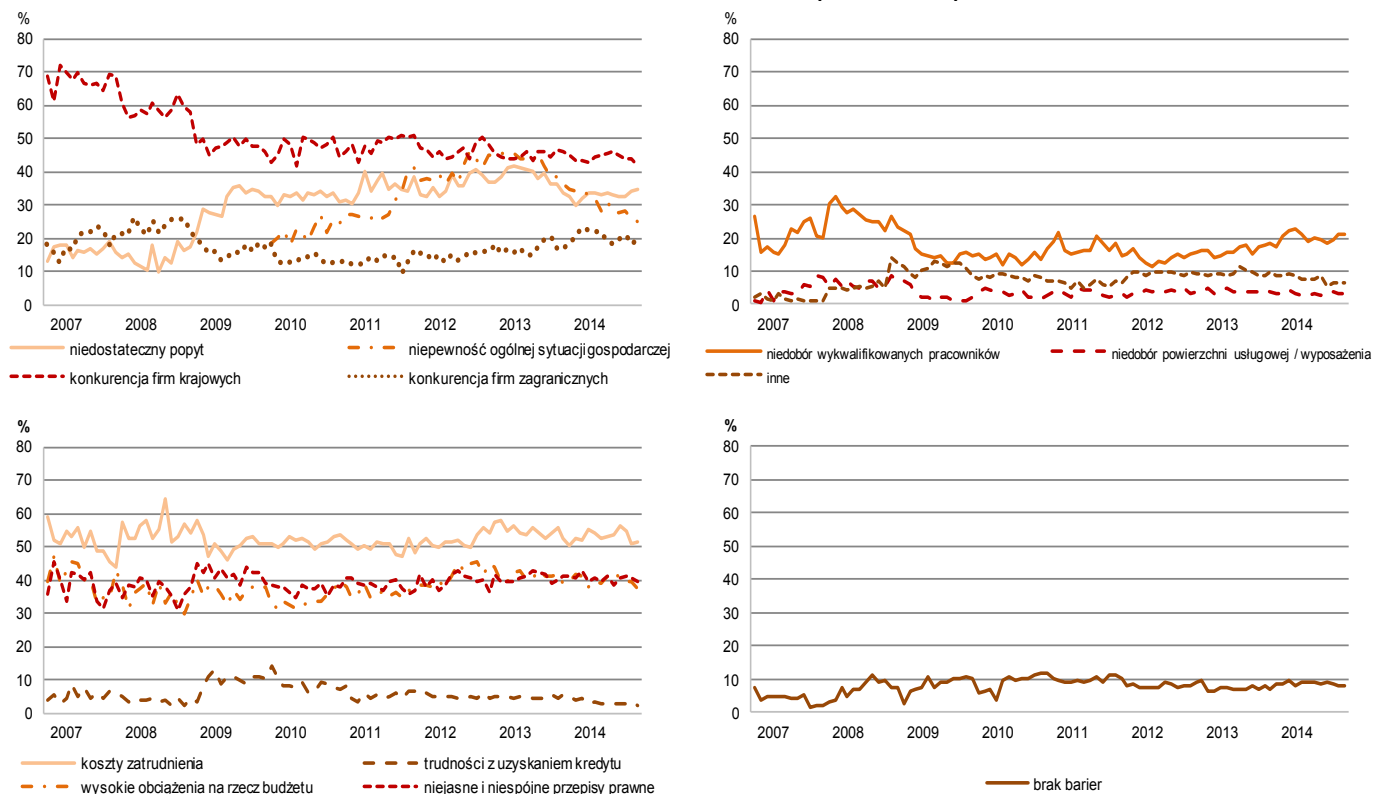 %
80
70
60
50
40
30
20
10
0
2007 2008 2009 2010 2011 2012 2013 2014
niedostateczny popyt
niepewność ogólnej sytuacji gospodarczej
konkurencja firm krajowych
konkurencja firm zagranicznych
%
80
70
60
50
40
30
20
10
0
2007 2008 2009 2010 2011 2012 2013 2014
niedobór wykwalifikowanych pracowników
niedobór powierzchni usługowej / wyposażenia
inne
%
80
70
60
50
40
30
20
10
0
2007 2008 2009 2010 2011 2012 2013 2014
koszty zatrudnienia
trudności z uzyskaniem kredytu
wysokie obciążenia na rzecz budżetu
niejasne i niespójne przepisy prawne
%
80
70
60
50
40
30
20
10
0
2007 2008 2009 2010 2011 2012 2013 2014
brak barier